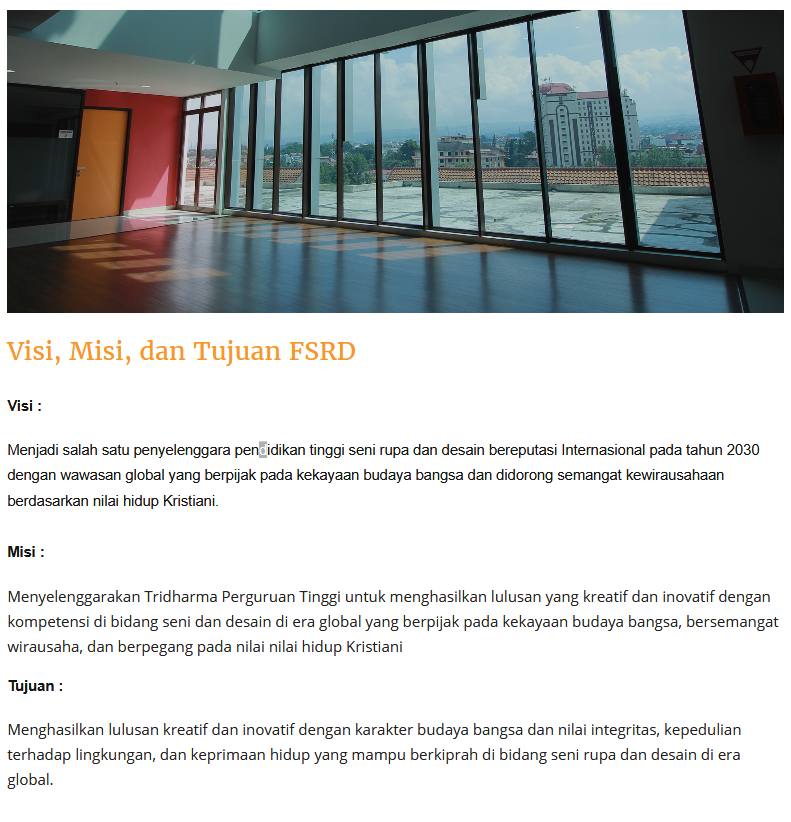 Visi, Misi, dan Tujuan FSRD
Visi :
Menjadi salah satu penyelenggara pendidikan tinggi seni rupa dan desain bereputasi Internasional pada tahun 2030
dengan wawasan global yang berpijak pada kekayaan budaya bangsa dan didorong semangat kewirausahaan
berdasarkan nilai hidup Kristiani.
Misi :
Menyelenggarakan Tridharma Perguruan Tinggi untuk menghasilkan lulusan yang kreatif dan inovatif dengan
kompetensi di bidang seni dan desain di era global yang berpijak pada kekayaan budaya bangsa, bersemangat
wirausaha, dan berpegang pada nilai nilai hidup Kristiani
Tujuan :
Menghasilkan lulusan kreatif dan inovatif dengan karakter budaya bangsa dan nilai integritas, kepedulian
terhadap lingkungan, dan keprimaan hidup yang mampu berkiprah di bidang seni rupa dan desain di era
global.